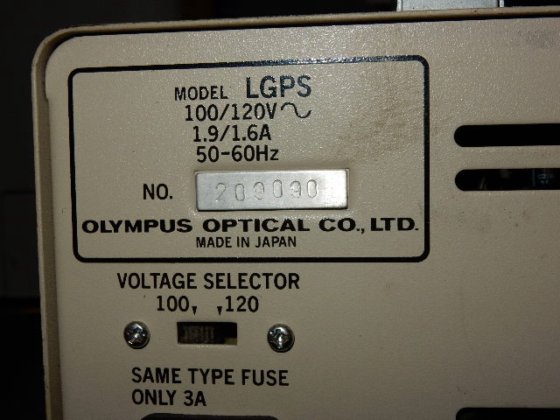 MODEL LGPS
100/120V∿
1.9/1.6A
50-60Hz
NO. 209090
OLYMPUS OPTICAL CO., LTD.
MADE IN JAPAN
VOLTAGE SELECTOR
100, ,120
SAME TYPE FUSE
ONLY 3A